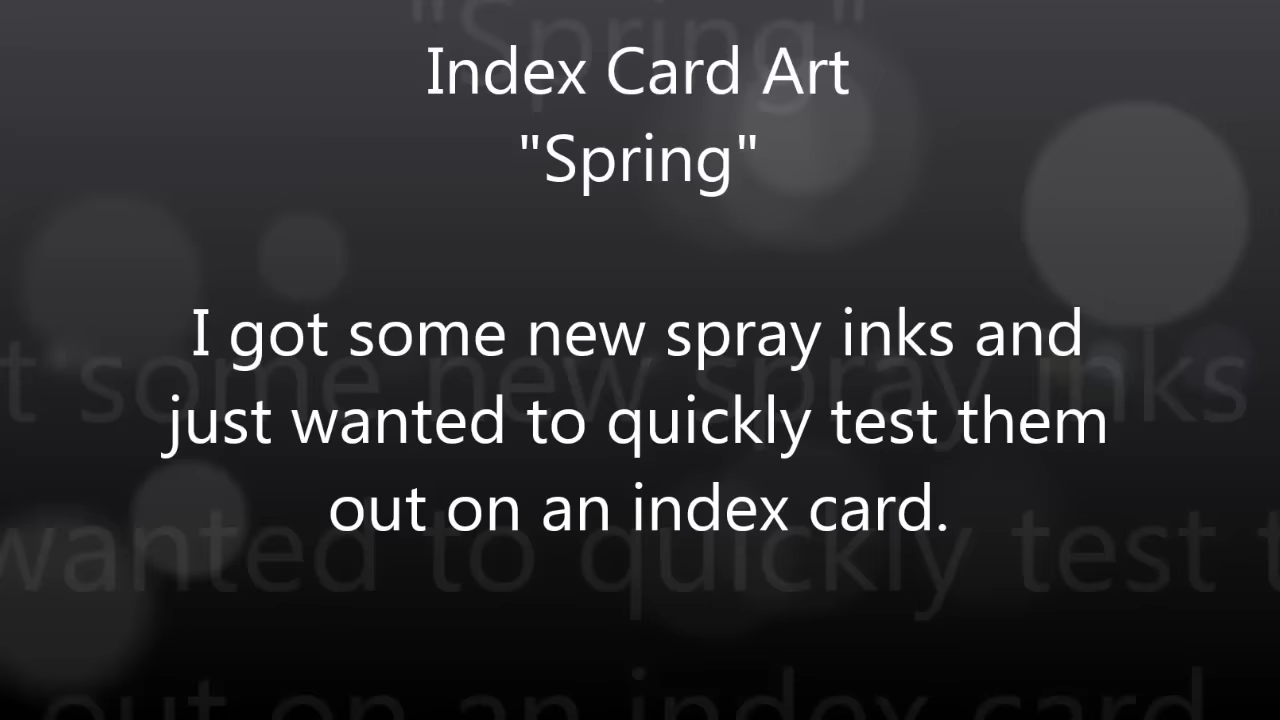 Index Card Art
"Spring"
I got some new spray inks and
just wanted to quickly test them
out on an index card.